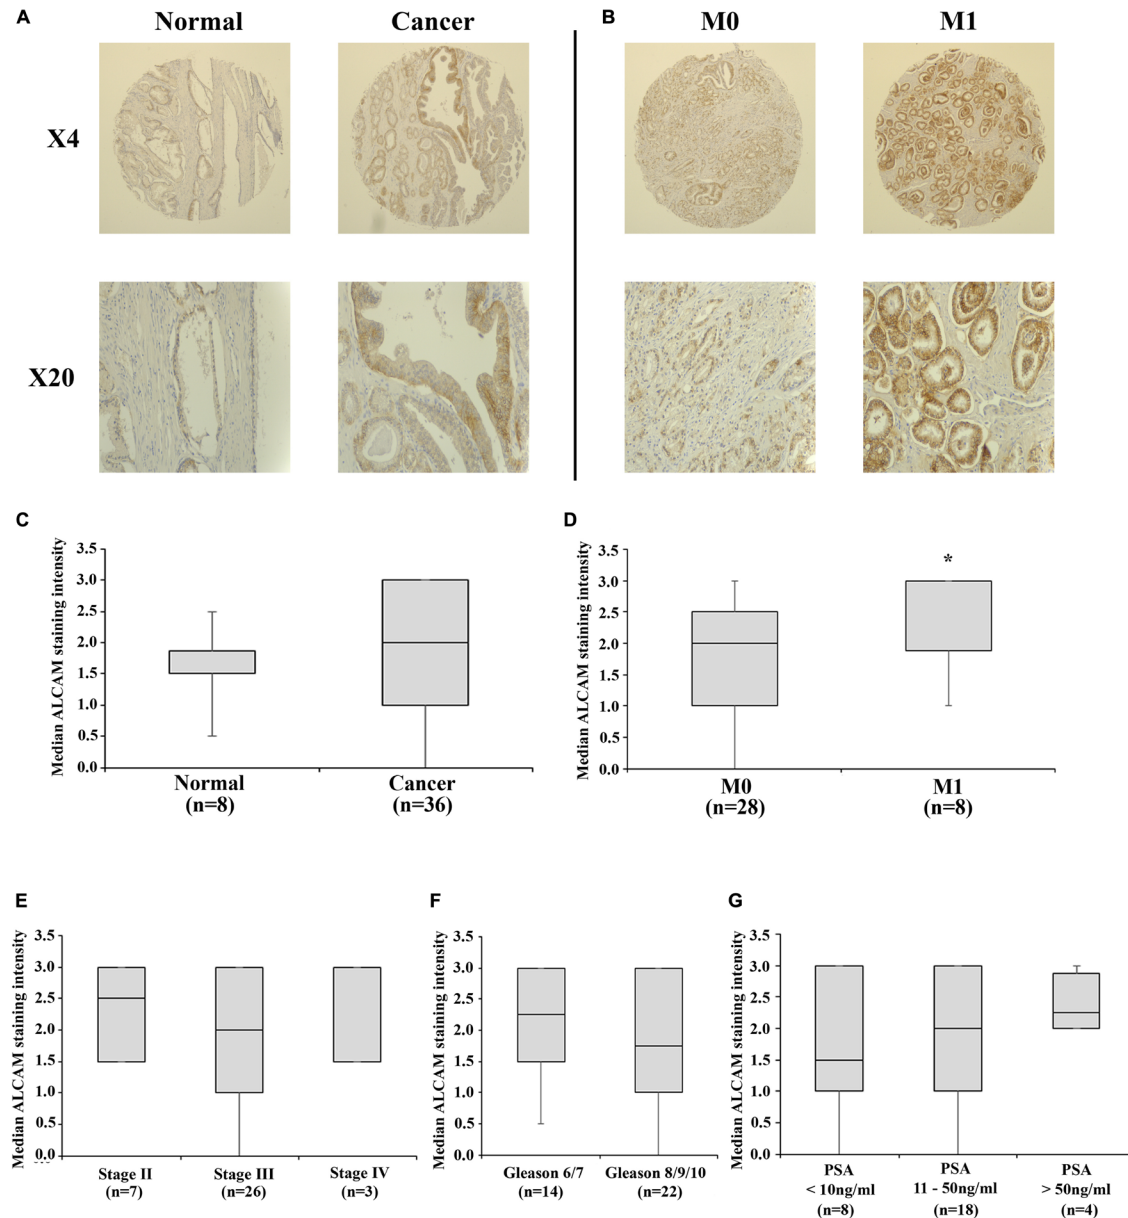 A
Normal
Cancer
B
M0
M1
X4
X20
C
Median ALCAM staining intensity
3.5
3.0
2.5
2.0
1.5
1.0
0.5
0.0
Normal
(n=8)
Cancer
(n=36)
D
Median ALCAM staining intensity
3.5
3.0
2.5
2.0
1.5
1.0
0.5
0.0
*
M0
(n=28)
M1
(n=8)
E
Median ALCAM staining intensity
3.5
3.0
2.5
2.0
1.5
1.0
0.5
0.0
Stage II
(n=7)
Stage III
(n=26)
Stage IV
(n=3)
F
Median ALCAM staining intensity
3.5
3.0
2.5
2.0
1.5
1.0
0.5
0.0
Gleason 6/7
(n=14)
Gleason 8/9/10
(n=22)
G
Median ALCAM staining intensity
3.5
3.0
2.5
2.0
1.5
1.0
0.5
0.0
PSA
< 10ng/ml
(n=8)
PSA
11 - 50ng/ml
(n=18)
PSA
> 50ng/ml
(n=4)